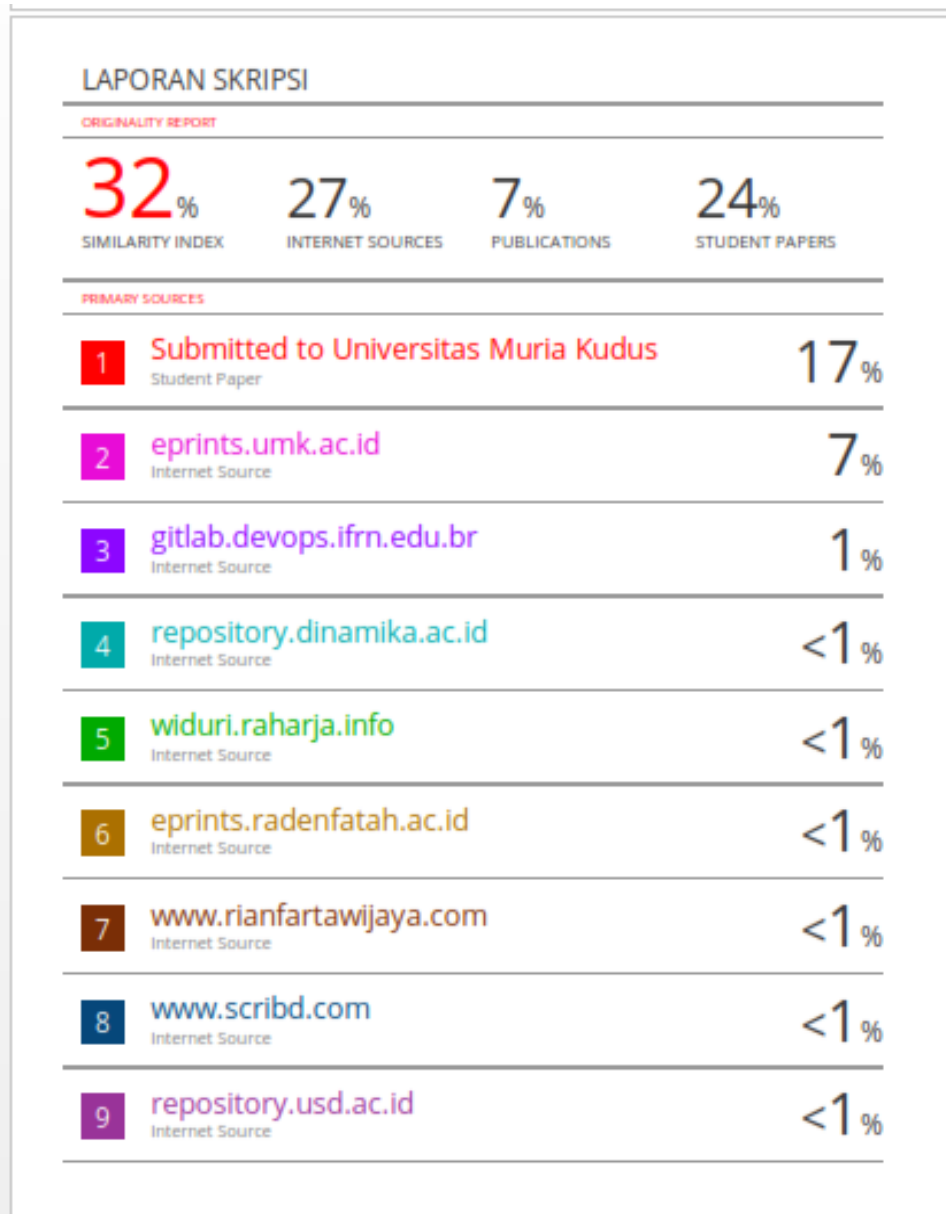 LAPORAN SKRIPSI
ORIGINALITY REPORT
32% 27% 7% 24%
SIMILARITY INDEX INTERNET SOURCES PUBLICATIONS STUDENT PAPERS
PRIMARY SOURCES
1 Submitted to Universitas Muria Kudus 17%
Student Paper
2 eprints.umk.ac.id 7%
Internet Source
3 gitlab.devops.ifrn.edu.br 1%
Internet Source
4 repository.dinamika.ac.id <1%
Internet Source
5 widuri.raharja.info <1%
Internet Source
6 eprints.radenfatah.ac.id <1%
Internet Source
7 www.rianfartawijaya.com <1%
Internet Source
8 www.scribd.com <1%
Internet Source
9 repository.usd.ac.id <1%
Internet Source